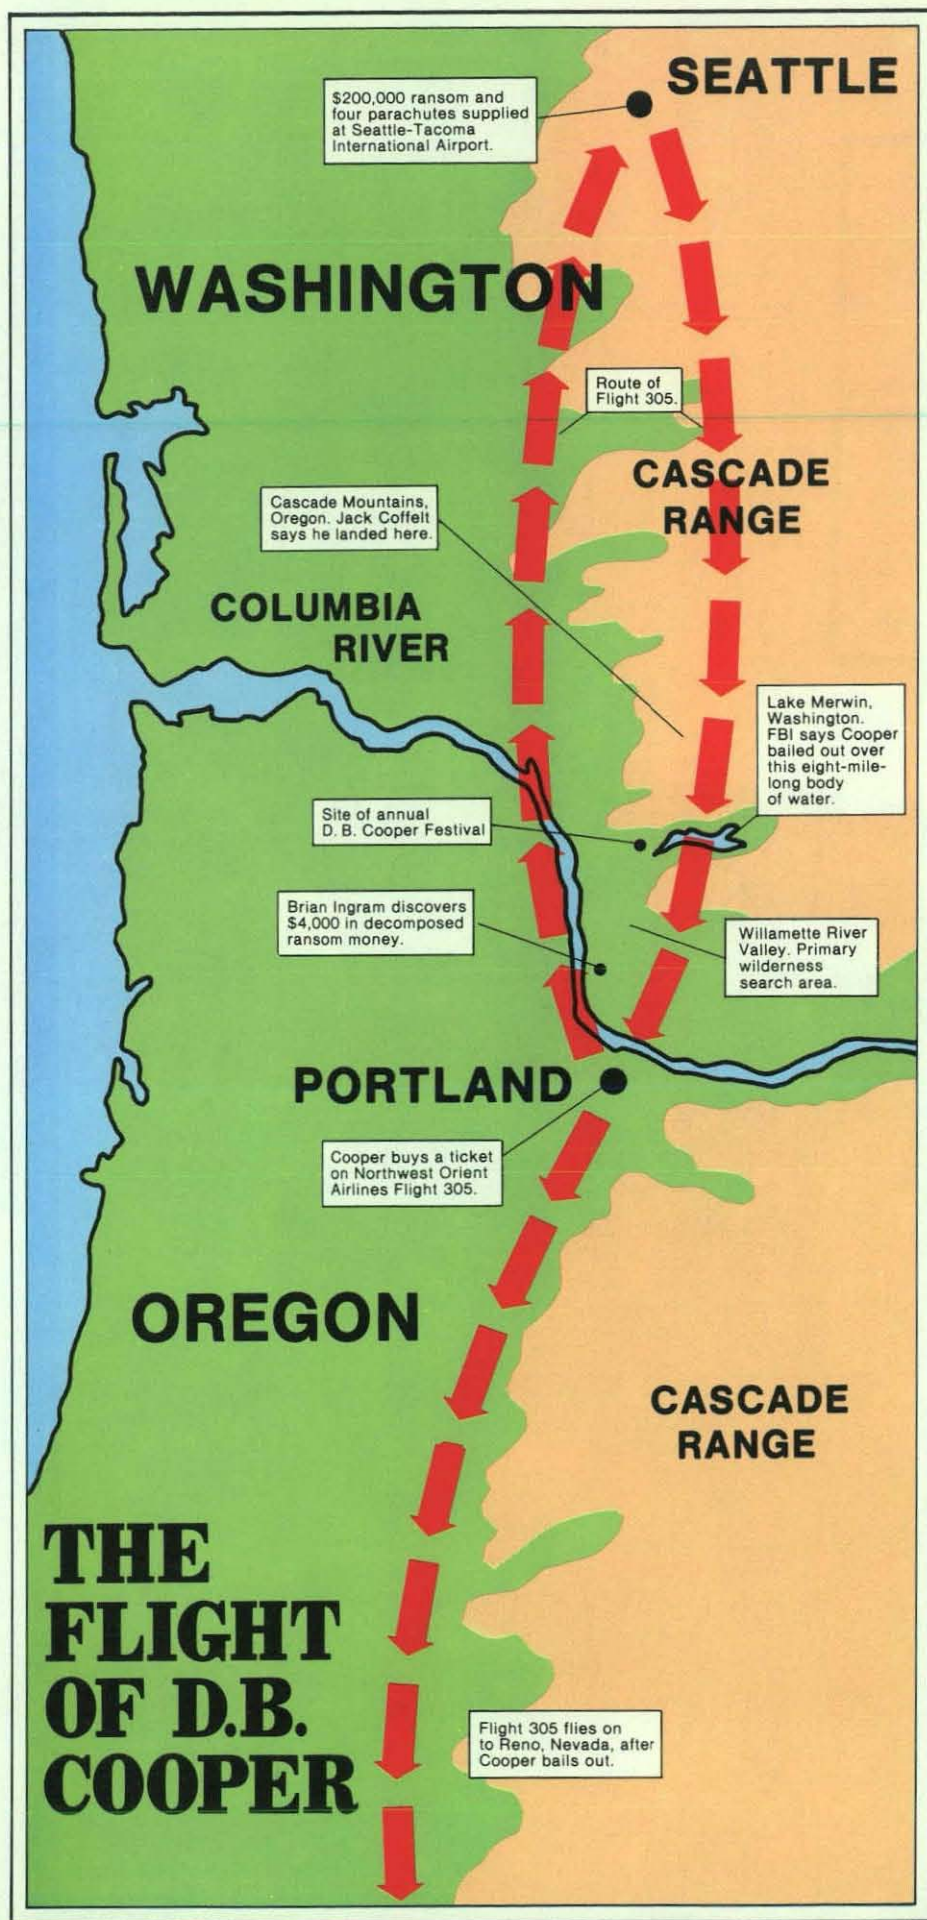 SEATTLE
$200,000 ransom and
four parachutes supplied
at Seattle-Tacoma
International Airport.
WASHINGTON
Route of
Flight 305.
CASCADE
RANGE
Cascade Mountains,
Oregon. Jack Coffelt
says he landed here.
COLUMBIA
RIVER
Lake Merwin,
Washington.
FBI says Cooper
bailed out over
this eight-mile-
long body
of water.
Site of annual
D. B. Cooper Festival
Brian Ingram discovers
$4,000 in decomposed
ransom money.
Willamette River
Valley. Primary
wilderness
search area.
PORTLAND
Cooper buys a ticket
on Northwest Orient
Airlines Flight 305.
OREGON
CASCADE
RANGE
THE
FLIGHT
OF D.B.
COOPER
Flight 305 flies on
to Reno, Nevada, after
Cooper bails out.